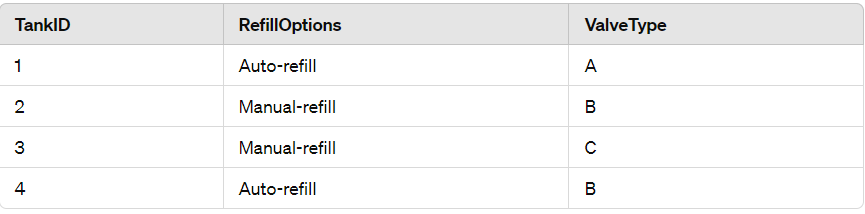 TankID RefillOptions ValveType
1 Auto-refill A
2 Manual-refill B
3 Manual-refill C
4 Auto-refill B